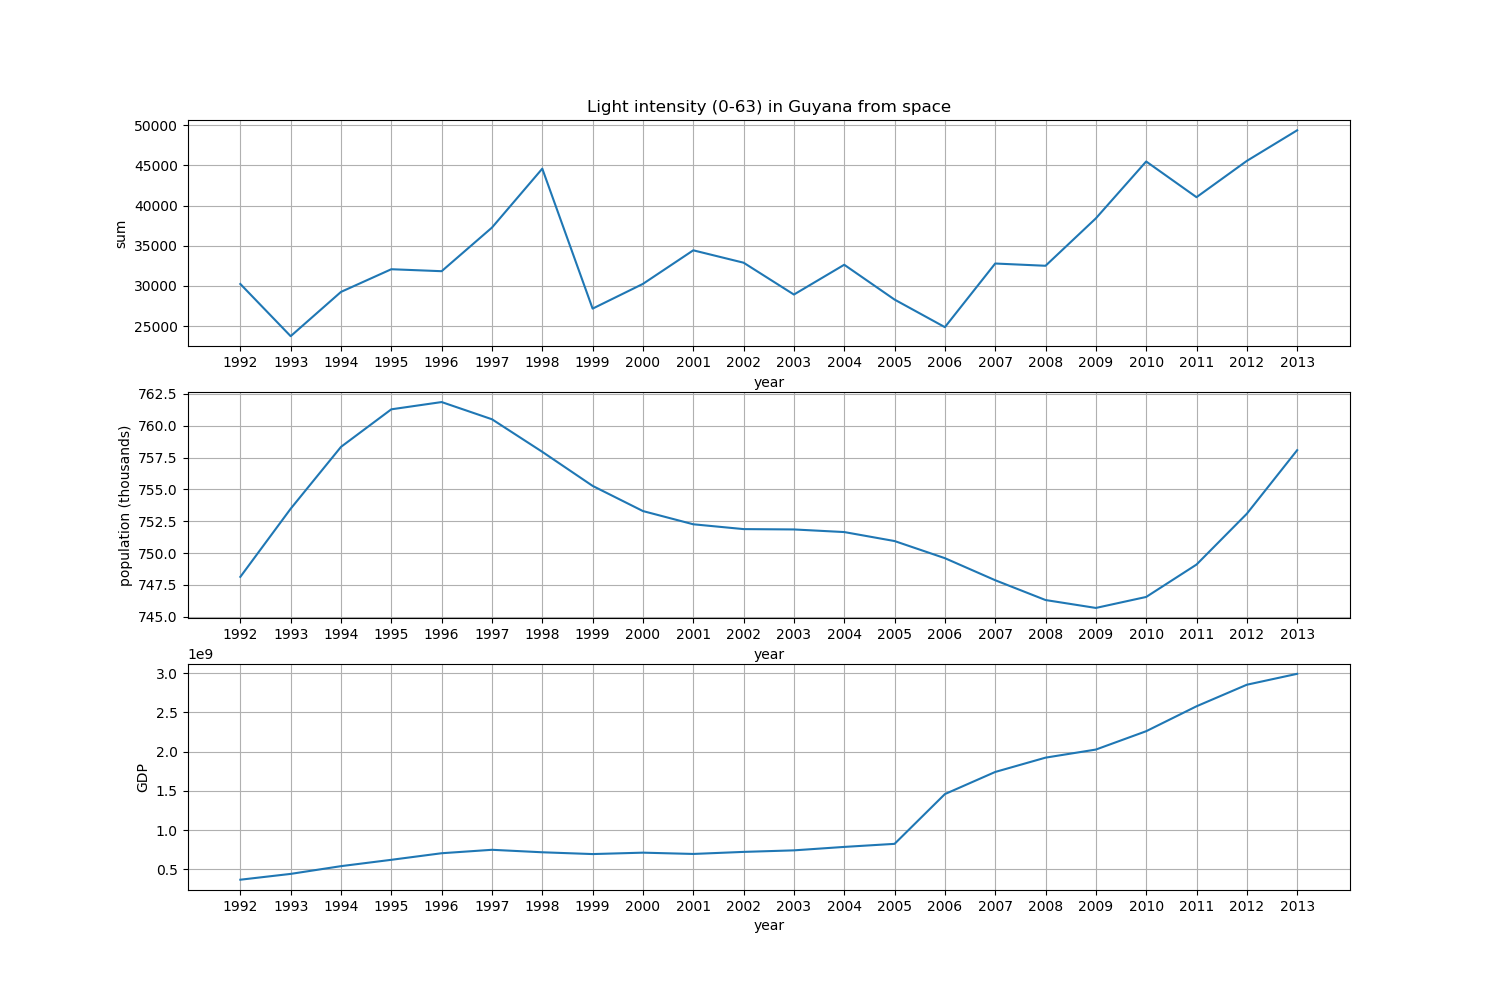 Light intensity (0-63) in Guyana from space
50000
45000
40000
35000
30000
25000
sum
1992 1993 1994 1995 1996 1997 1998 1999 2000 2001 2002 2003 2004 2005 2006 2007 2008 2009 2010 2011 2012 2013
year
762.5
760.0
757.5
755.0
752.5
750.0
747.5
745.0
population (thousands)
1992 1993 1994 1995 1996 1997 1998 1999 2000 2001 2002 2003 2004 2005 2006 2007 2008 2009 2010 2011 2012 2013
year
1e9
3.0
2.5
2.0
1.5
1.0
0.5
GDP
1992 1993 1994 1995 1996 1997 1998 1999 2000 2001 2002 2003 2004 2005 2006 2007 2008 2009 2010 2011 2012 2013
year